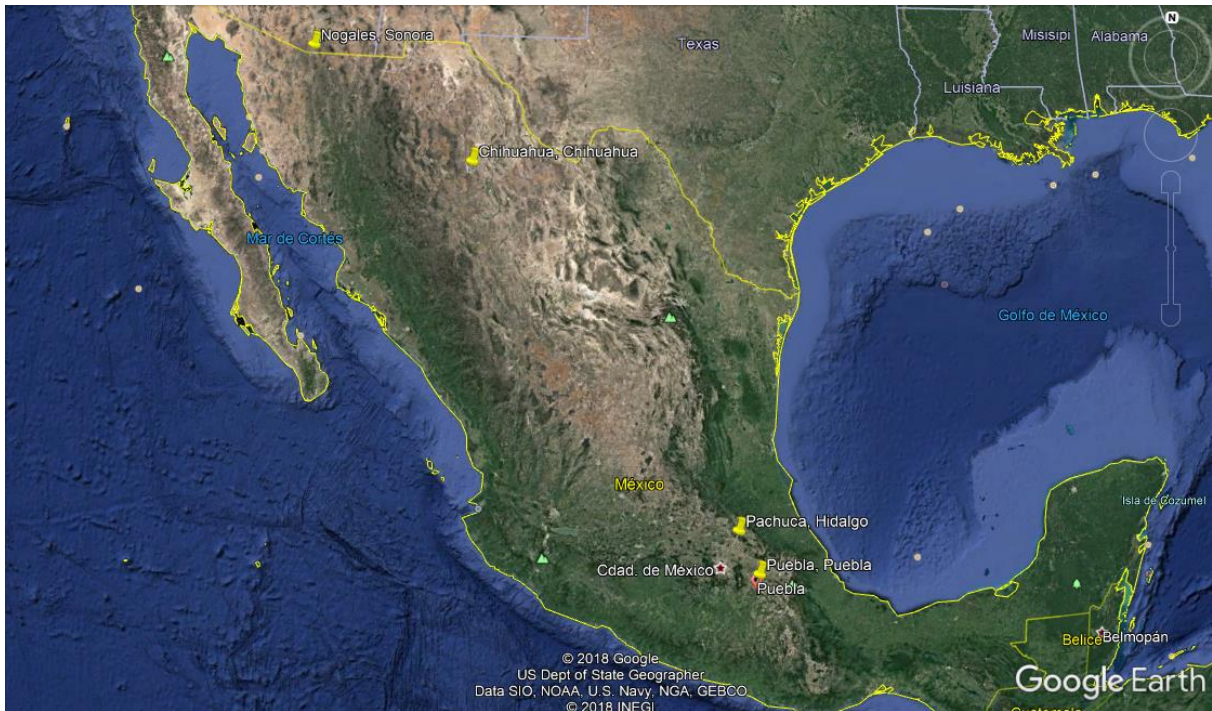 N
Nogales, Sonora
Texas
Misisipi
Alabama
Luisiana
Chihuahua, Chihuahua
Mar de Cortés
Golfo de México
México
Isla de Cozumel
Pachuca, Hidalgo
Cdad. de México
Puebla, Puebla
Puebla
Belice
Belmopán
© 2018 Google
US Dept of State Geographer
Data SIO, NOAA, U.S. Navy, NGA, GEBCO
© 2018 INEGI
Google Earth
Guatemala